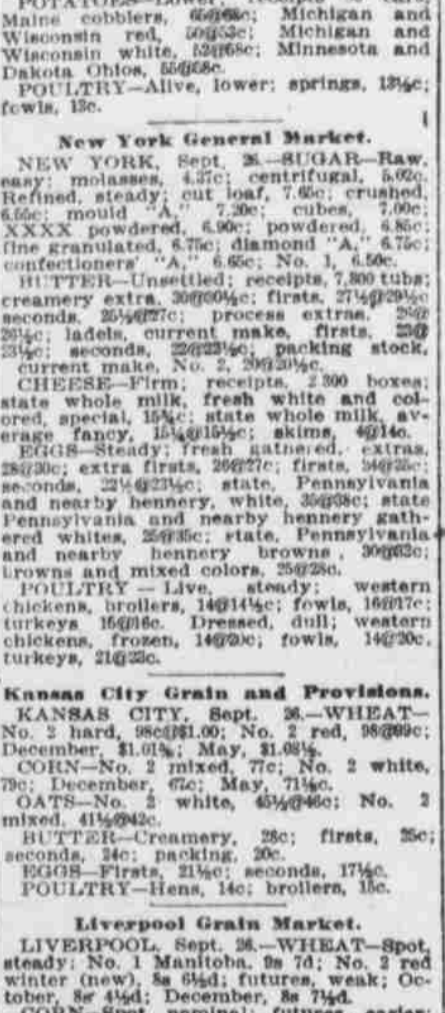 POTATOES—Lower; receipts
Maine cobblers, 65@68c; Michigan and
Wisconsin red, 50@53c; Michigan and
Wisconsin white, 52@58c; Minnesota and
Dakota Ohios, 55@58c.
POULTRY—Alive, lower; springs, 13½c;
fowls, 13c.
New York General Market.
NEW YORK, Sept. 26.—SUGAR—Raw,
easy; molasses, 4.37c; centrifugal, 5.02c.
Refined, steady; cut loaf, 7.65c; crushed,
6.55c; mould "A," 7.20c; cubes, 7.00c;
XXXX powdered, 6.90c; powdered, 6.85c;
fine granulated, 6.75c; diamond "A," 6.75c;
confectioners' "A," 6.65c; No. 1, 6.50c.
BUTTER—Unsettled; receipts, 7,800 tubs;
creamery extra, 30@30½c; firsts, 27½@29½c
seconds, 25½@27c; process extras,
26½c; ladels, current make, firsts, 23@
23½c; seconds, 22@22½c; packing stock,
current make, No. 2, 20@20½c.
CHEESE—Firm; receipts, 2 300 boxes;
state whole milk, fresh white and col-
ored, special, 15¾c; state whole milk, av-
erage fancy, 15¼@15½c; skims, 4@14c.
EGGS—Steady; fresh gathered, extras,
28@30c; extra firsts, 26@27c; firsts, 24@25c;
seconds, 22½@23½c; state, Pennsylvania
and nearby hennery, white, 35@38c; state
Pennsylvania and nearby hennery gath-
ered whites, 25@35c; state, Pennsylvania
and nearby hennery browns , 30@32c;
browns and mixed colors, 25@28c.
POULTRY — Live, steady; western
chickens, broilers, 14@14½c; fowls, 16@17c;
turkeys 15@16c. Dressed, dull; western
chickens, frozen, 14@20c; fowls, 14@20c,
turkeys, 21@23c.
Kansas City Grain and Provisions.
KANSAS CITY, Sept. 26.—WHEAT—
No. 2 hard, 98c@$1.00; No. 2 red, 98@99c;
December, $1.01⅜; May, $1.08½.
CORN—No. 2 mixed, 77c; No. 2 white,
79c; December, 67c; May, 71⅛c.
OATS—No. 2 white, 45½@46c; No. 2
mixed, 41½@42c.
BUTTER—Creamery, 28c; firsts, 25c;
seconds, 24c; packing, 20c.
EGGS—Firsts, 21½c; seconds, 17½c.
POULTRY—Hens, 14c; broilers, 15c.
Liverpool Grain Market.
LIVERPOOL, Sept. 26.—WHEAT—Spot,
steady; No. 1 Manitoba, 9s 7d; No. 2 red
winter (new), 8s 6½d; futures, weak; Oc-
tober, 8s 4½d; December, 8s 7½d.
CORN—Spot nominal; futures easier;